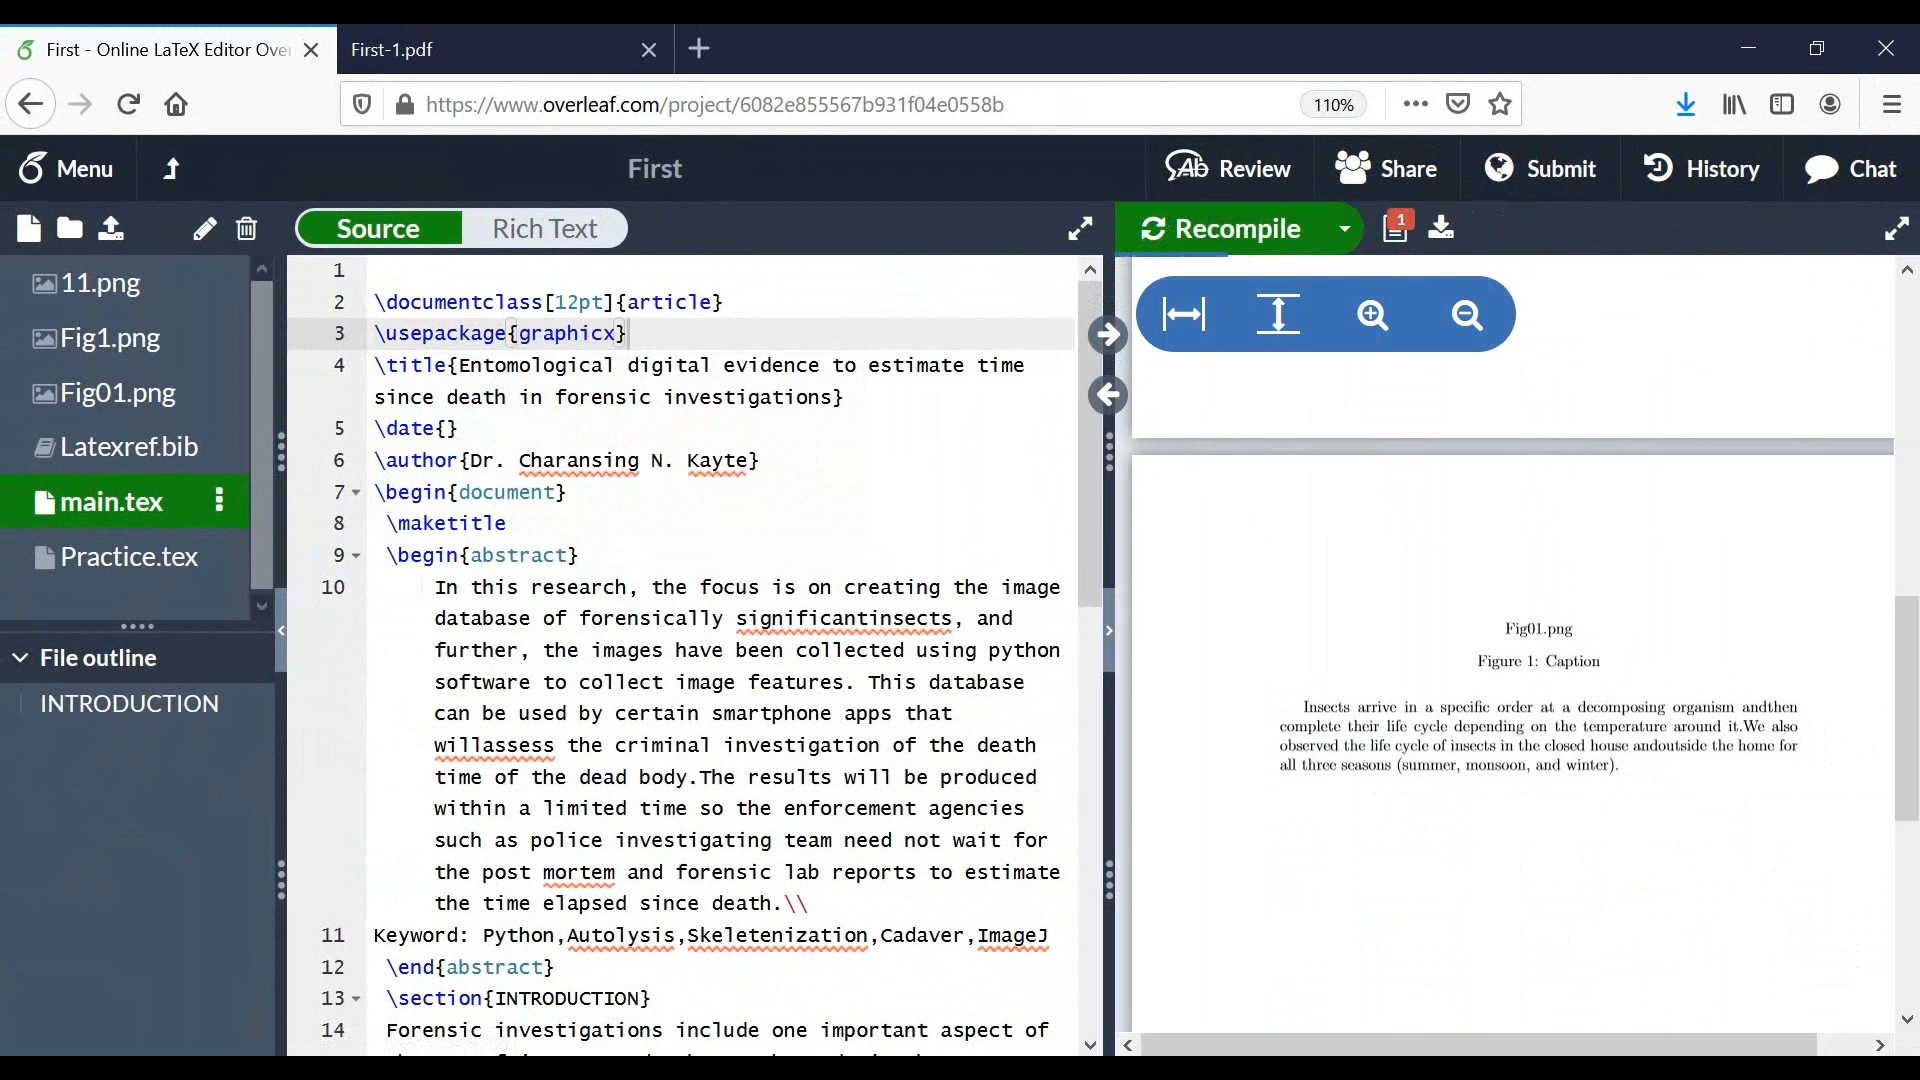 First - Online LaTeX Editor Over
First-1.pdf
https://www.overleaf.com/project/6082e855567b931f04e0558b
110%
Menu
First
Review
Share
Submit
History
Chat
Source
Rich Text
Recompile
1
11.png
Fig1.png
Fig01.png
Latexref.bib
main.tex
Practice.tex
File outline
INTRODUCTION
1
2 \documentclass[12pt]{article}
3 \usepackage{graphicx}
4 \title{Entomological digital evidence to estimate time
since death in forensic investigations}
5 \date{}
6 \author{Dr. Charansing N. Kayte}
7 \begin{document}
8 \maketitle
9 \begin{abstract}
10 In this research, the focus is on creating the image
database of forensically significantinsects, and
further, the images have been collected using python
software to collect image features. This database
can be used by certain smartphone apps that
willassess the criminal investigation of the death
time of the dead body.The results will be produced
within a limited time so the enforcement agencies
such as police investigating team need not wait for
the post mortem and forensic lab reports to estimate
the time elapsed since death.\\
11 Keyword: Python,Autolysis,Skeletenization,Cadaver,ImageJ
12 \end{abstract}
13 \section{INTRODUCTION}
14 Forensic investigations include one important aspect of
Fig01.png
Figure 1: Caption
Insects arrive in a specific order at a decomposing organism andthen
complete their life cycle depending on the temperature around it.We also
observed the life cycle of insects in the closed house andoutside the home for
all three seasons (summer, monsoon, and winter).